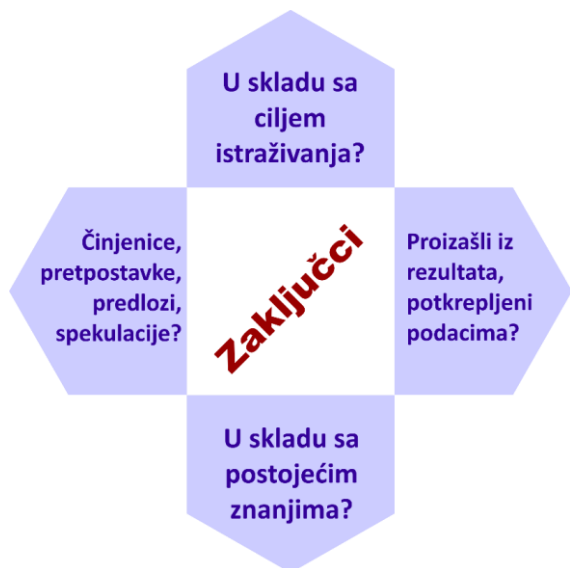 U skladu sa
ciljem
istraživanja?
Činjenice,
pretpostavke,
predlozi,
spekulacije?
Zaključci
Proizašli iz
rezultata,
potkrepljeni
podacima?
U skladu sa
postojećim
znanjima?